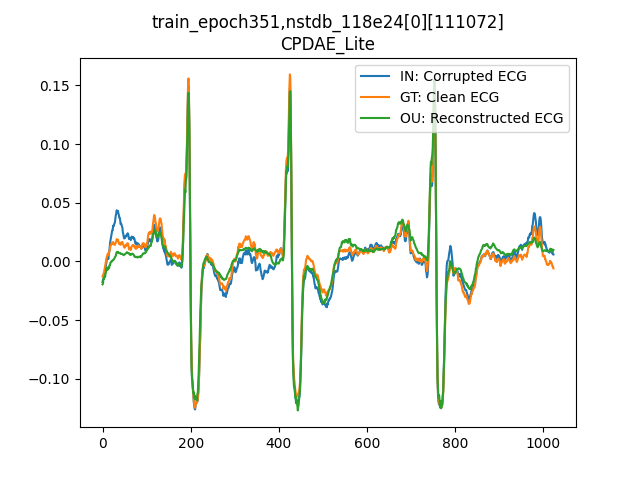 train_epoch351,nstdb_118e24[0][111072]
CPDAE_Lite
IN: Corrupted ECG
GT: Clean ECG
OU: Reconstructed ECG
0.15
0.10
0.05
0.00
−0.05
−0.10
0 200 400 600 800 1000